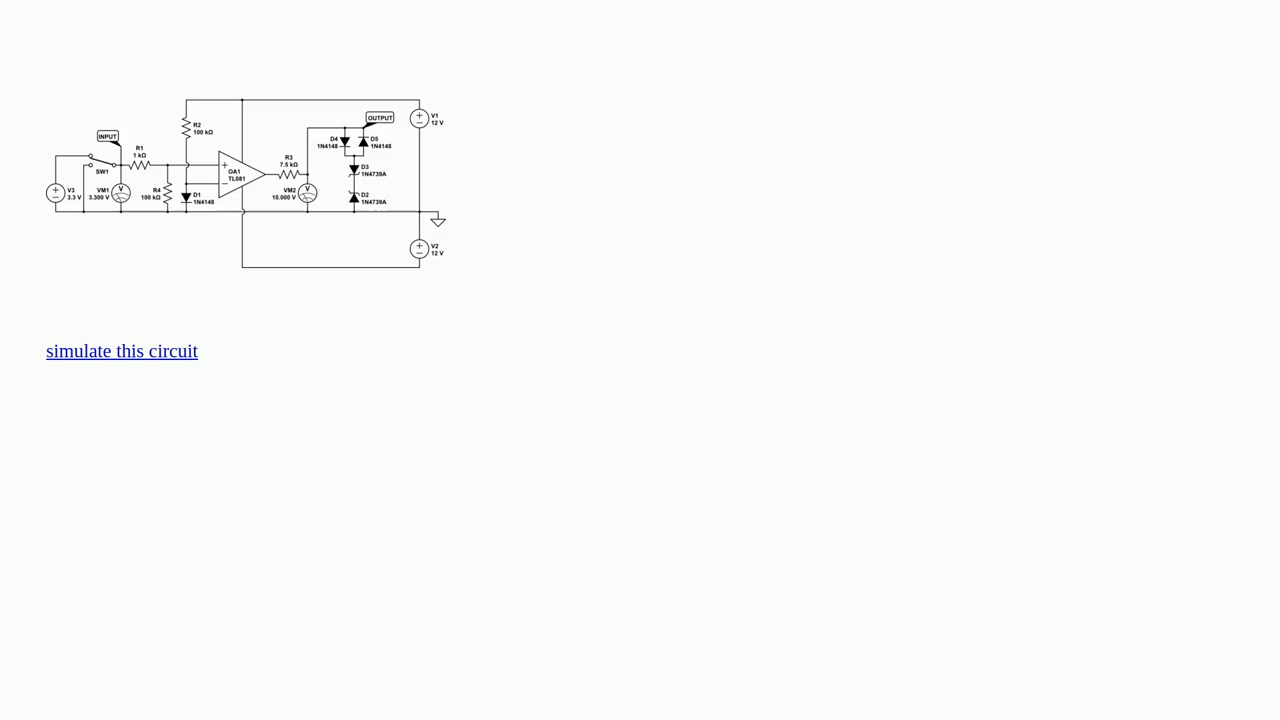 V1
12 V
OUTPUT
R2
100 kΩ
INPUT
D4
1N4148
D5
1N4148
R1
1 kΩ
R3
7.5 kΩ
SW1
OA1
TL081
D3
1N4739A
V3
3.3 V
VM1
3.300 V
V
R4
100 kΩ
D1
1N4148
VM2
10.000 V
V
D2
1N4739A
V2
12 V
simulate this circuit